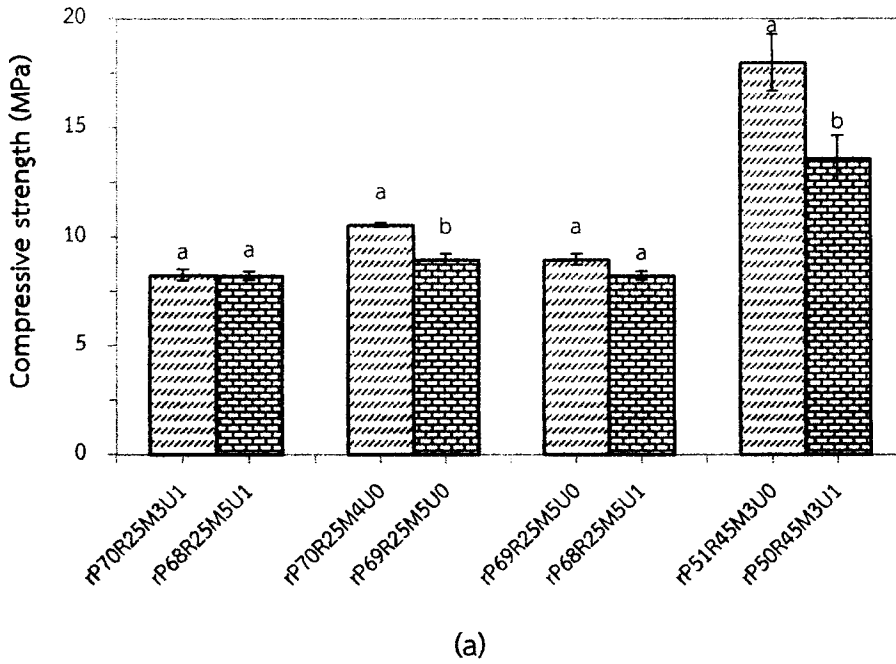 20
15
10
5
0
Compressive strength (MPa)
a
a
a
b
a
a
a
b
rP70R25M3U1
rP68R25M5U1
rP70R25M4U0
rP69R25M5U0
rP69R25M5U0
rP68R25M5U1
rP51R45M3U0
rP50R45M3U1
(a)